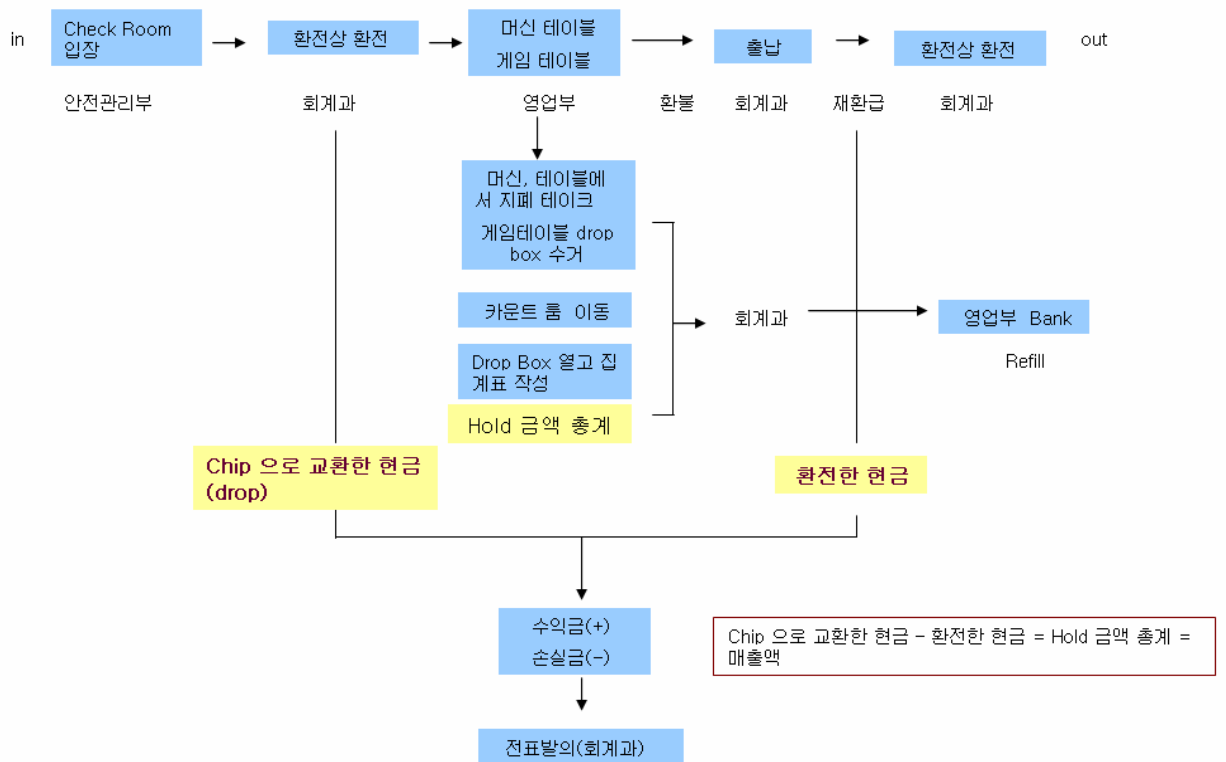 in
Check Room
입장
환전상 환전
머신 테이블
게임 테이블
출납
환전상 환전
out
안전관리부
회계과
영업부
환불
회계과
재환급
회계과
머신, 테이블에
서 지폐 테이크
게임테이블 drop
box 수거
카운트 룸 이동
회계과
영업부 Bank
Refill
Drop Box 열고 집
계표 작성
Hold 금액 총계
Chip 으로 교환한 현금
(drop)
환전한 현금
수익금(+)
손실금(-)
Chip 으로 교환한 현금 – 환전한 현금 = Hold 금액 총계 =
매출액
전표발의(회계과)